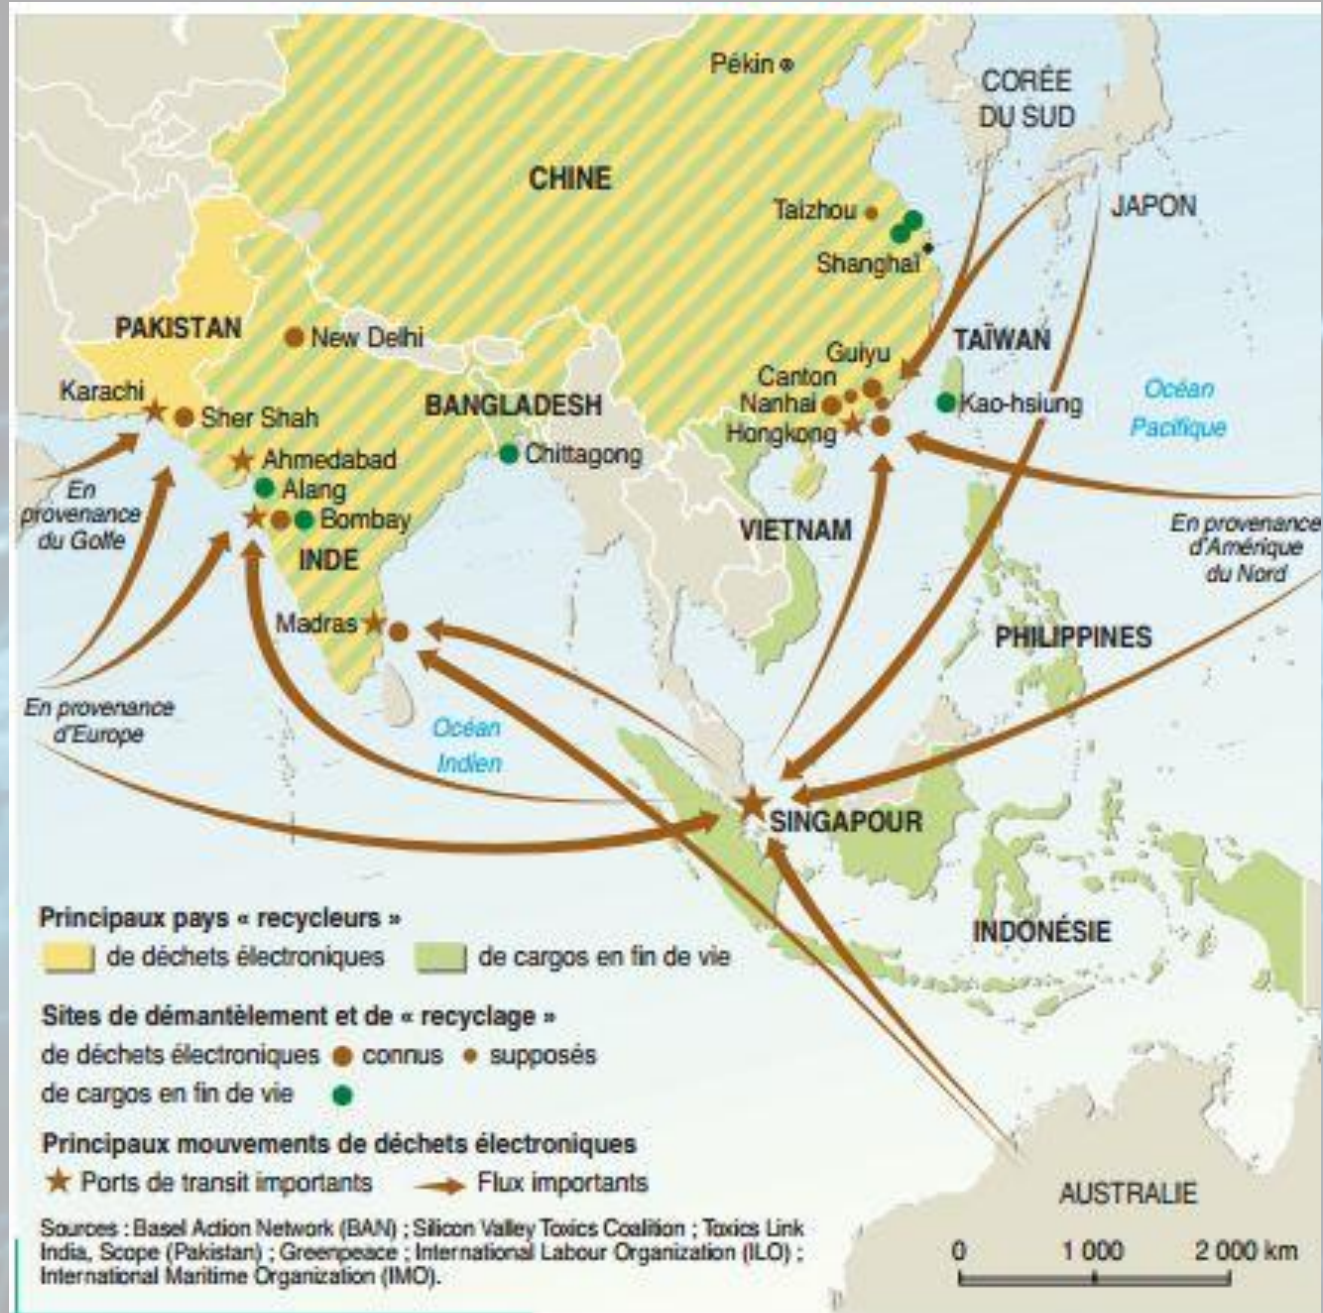 Pékin
CORÉE
DU SUD
CHINE
Taizhou
JAPON
Shanghaï
PAKISTAN
New Delhi
TAÏWAN
Guiyu
Karachi
Canton
BANGLADESH
Nanhai
Kao-hsiung
Océan
Pacifique
Sher Shah
Hongkong
Ahmedabad
Chittagong
En
provenance
du Golfe
Alang
Bombay
VIETNAM
En provenance
d'Amérique
du Nord
INDE
Madras
PHILIPPINES
En provenance
d'Europe
Océan
Indien
SINGAPOUR
INDONÉSIE
Principaux pays « recycleurs »
de déchets électroniques
de cargos en fin de vie
Sites de démantèlement et de « recyclage »
de déchets électroniques connus supposés
de cargos en fin de vie
Principaux mouvements de déchets électroniques
Ports de transit importants Flux importants
AUSTRALIE
Sources : Basel Action Network (BAN) ; Silicon Valley Toxics Coalition ; Toxics Link
India, Scope (Pakistan) ; Greenpeace ; International Labour Organization (ILO) ;
International Maritime Organization (IMO).
0 1 000 2 000 km